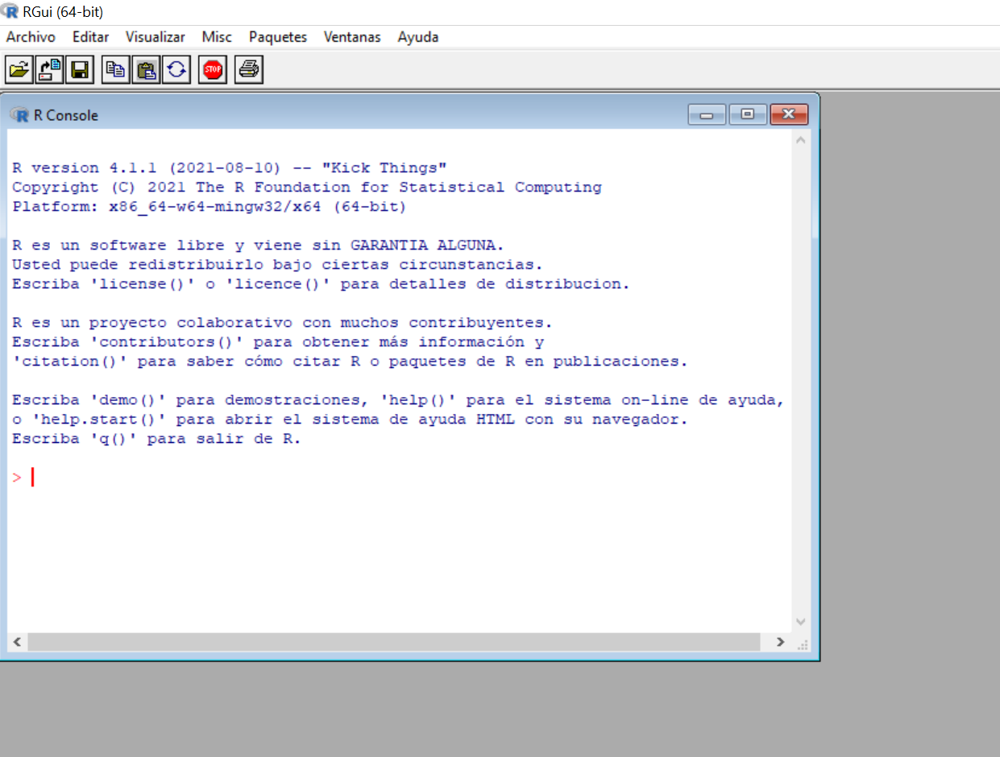 RGui (64-bit)
Archivo Editar Visualizar Misc Paquetes Ventanas Ayuda
STOP
R Console
R version 4.1.1 (2021-08-10) -- "Kick Things"
Copyright (C) 2021 The R Foundation for Statistical Computing
Platform: x86_64-w64-mingw32/x64 (64-bit)
R es un software libre y viene sin GARANTIA ALGUNA.
Usted puede redistribuirlo bajo ciertas circunstancias.
Escriba 'license()' o 'licence()' para detalles de distribucion.
R es un proyecto colaborativo con muchos contribuyentes.
Escriba 'contributors()' para obtener más información y
'citation()' para saber cómo citar R o paquetes de R en publicaciones.
Escriba 'demo()' para demostraciones, 'help()' para el sistema on-line de ayuda,
o 'help.start()' para abrir el sistema de ayuda HTML con su navegador.
Escriba 'q()' para salir de R.
>